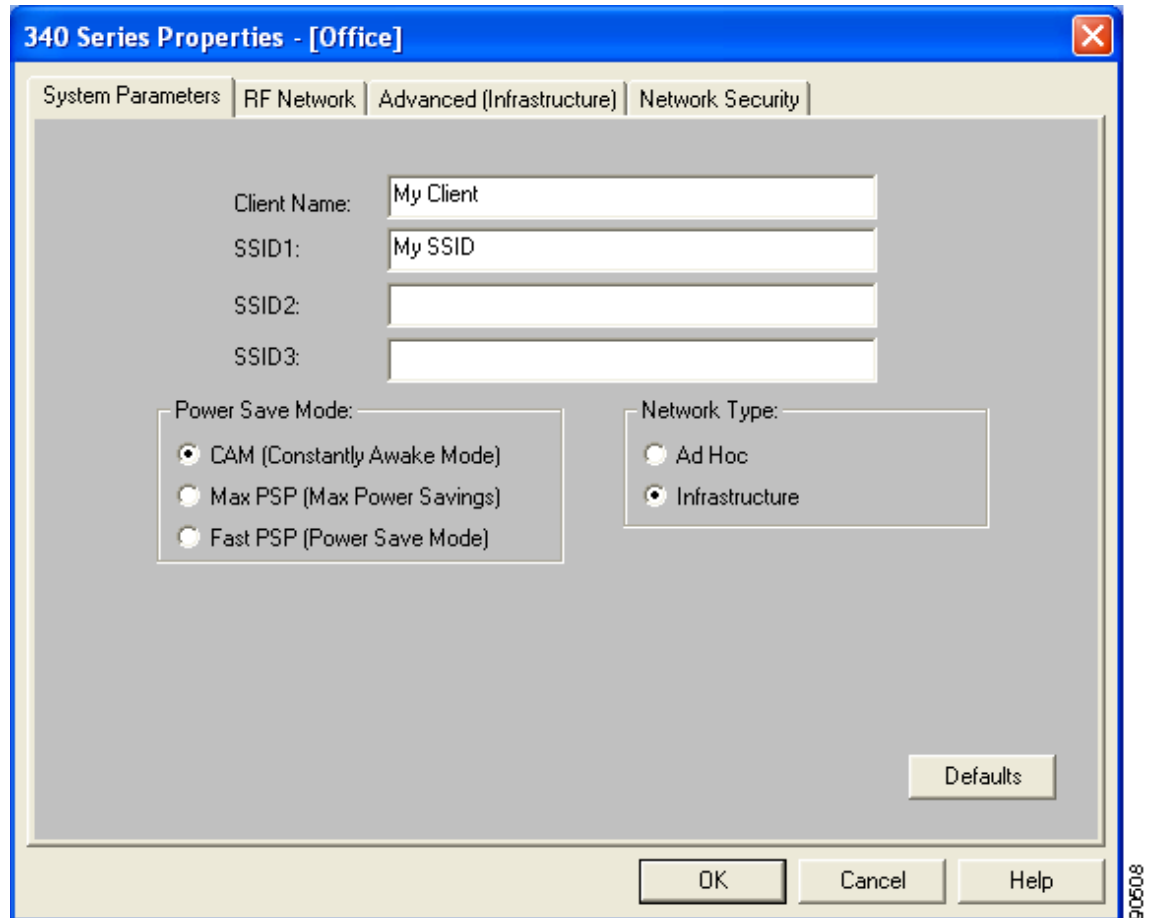 340 Series Properties - [Office]
System Parameters
RF Network
Advanced (Infrastructure)
Network Security
Client Name:
My Client
SSID1:
My SSID
SSID2:
SSID3:
Power Save Mode:
CAM (Constantly Awake Mode)
Max PSP (Max Power Savings)
Fast PSP (Power Save Mode)
Network Type:
Ad Hoc
Infrastructure
Defaults
OK
Cancel
Help
90508